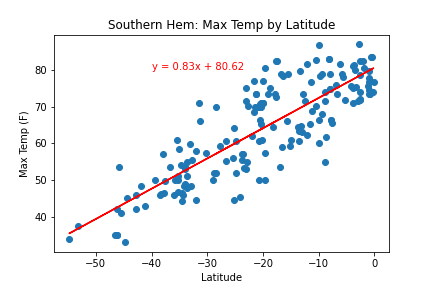 Southern Hem: Max Temp by Latitude
y = 0.83x + 80.62
Max Temp (F)
80
70
60
50
40
−50
−40
−30
−20
−10
0
Latitude